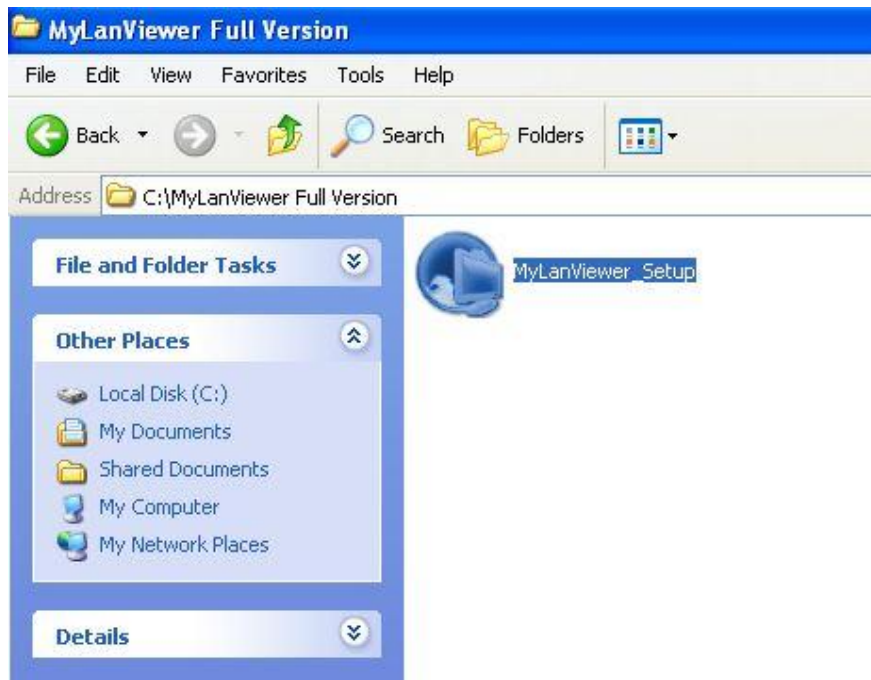 MyLanViewer Full Version
File Edit View Favorites Tools Help
Back Search Folders
Address C:\MyLanViewer Full Version
File and Folder Tasks
MyLanViewer_Setup
Other Places
Local Disk (C:)
My Documents
Shared Documents
My Computer
My Network Places
Details